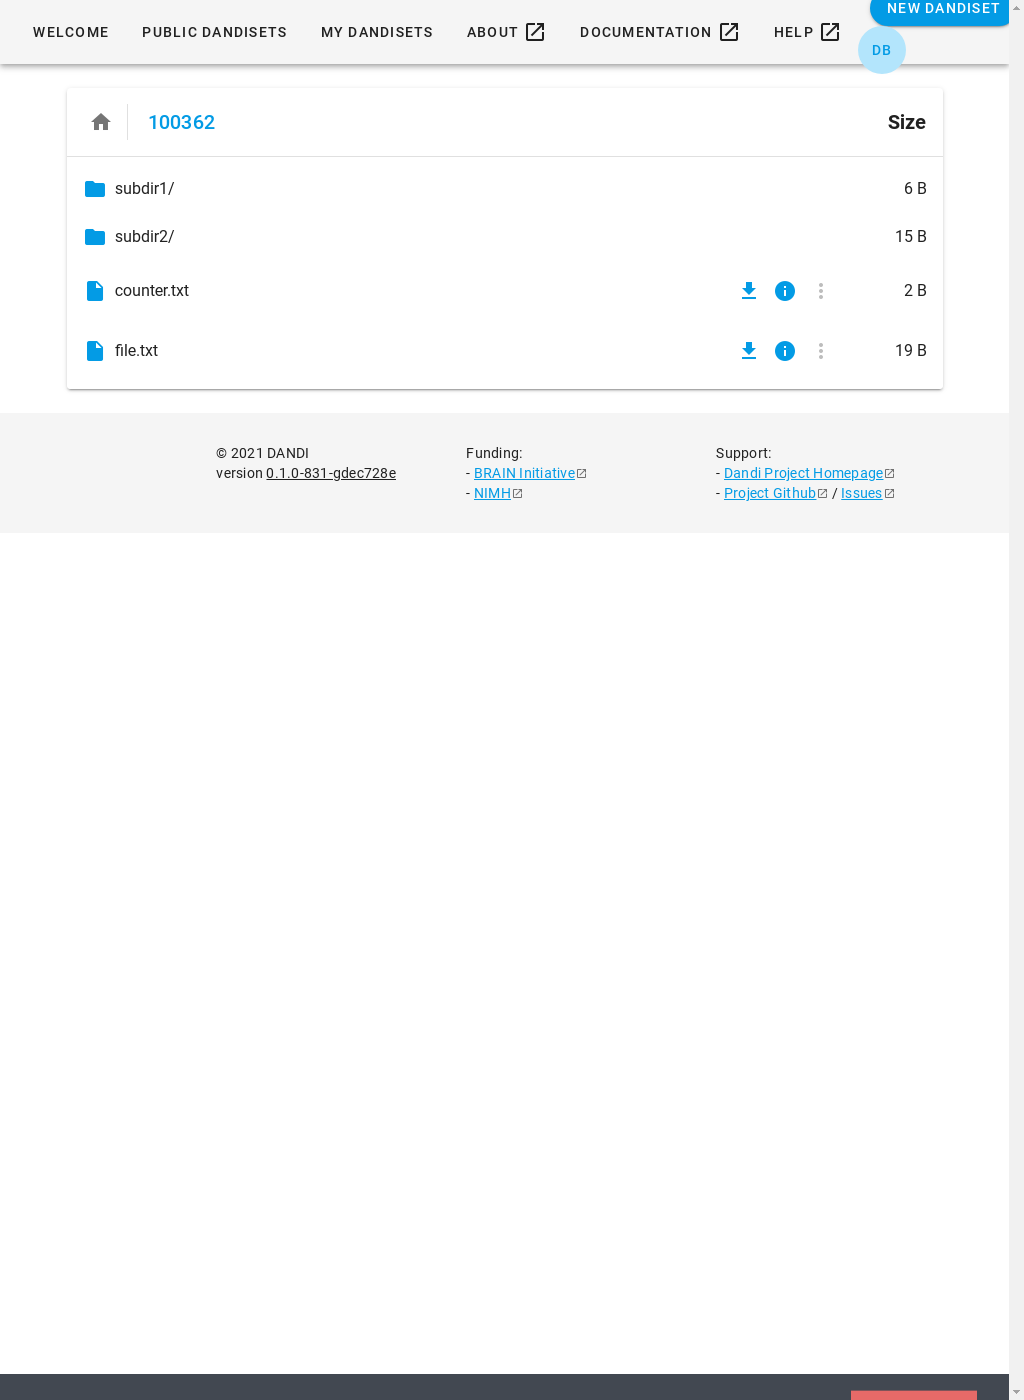 WELCOME
PUBLIC DANDISETS
MY DANDISETS
ABOUT
DOCUMENTATION
HELP
NEW DANDISET
DB
100362
Size
subdir1/ 6 B
subdir2/ 15 B
counter.txt 2 B
file.txt 19 B
© 2021 DANDI
version 0.1.0-831-gdec728e
Funding:
- BRAIN Initiative
- NIMH
Support:
- Dandi Project Homepage
- Project Github / Issues